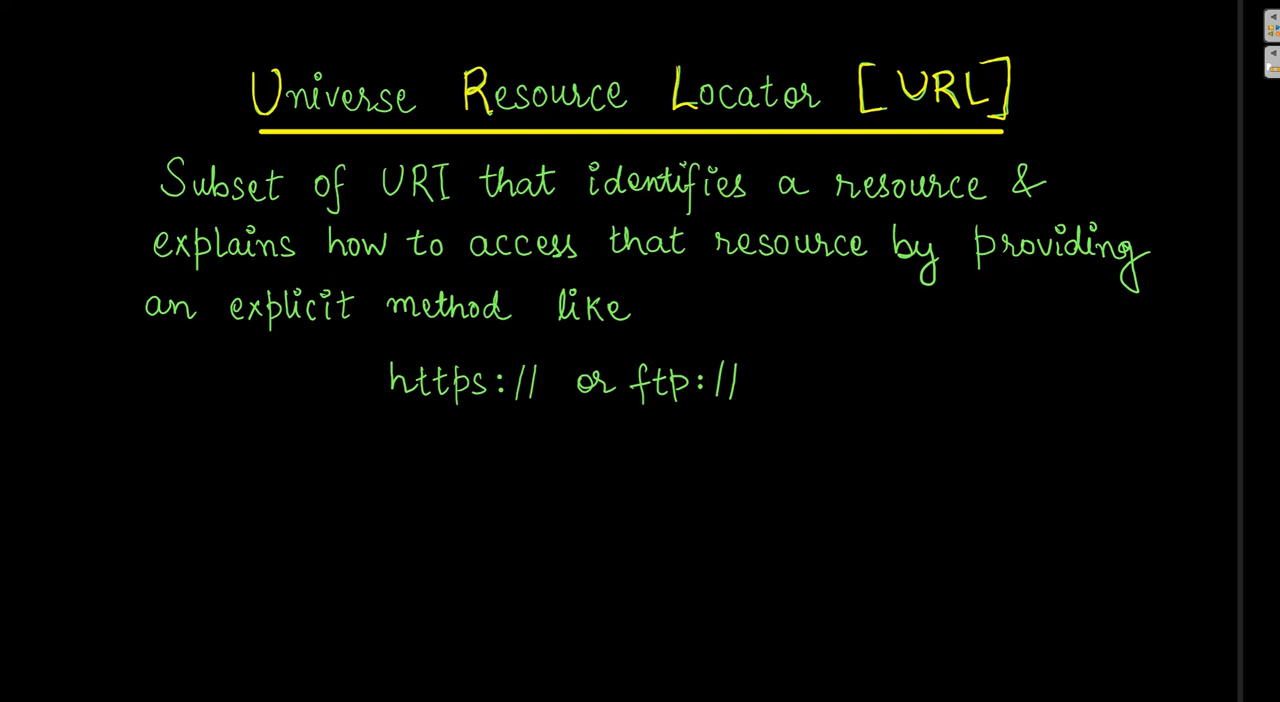 Universe Resource Locator [URL]
Subset of URI that identifies a resource &
explains how to access that resource by providing
an explicit method like
https:// or ftp://